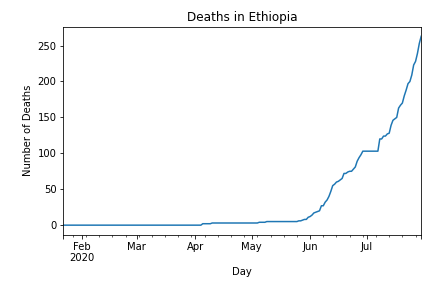 Deaths in Ethiopia
Number of Deaths
250
200
150
100
50
0
Feb
2020
Mar
Apr
May
Jun
Jul
Day